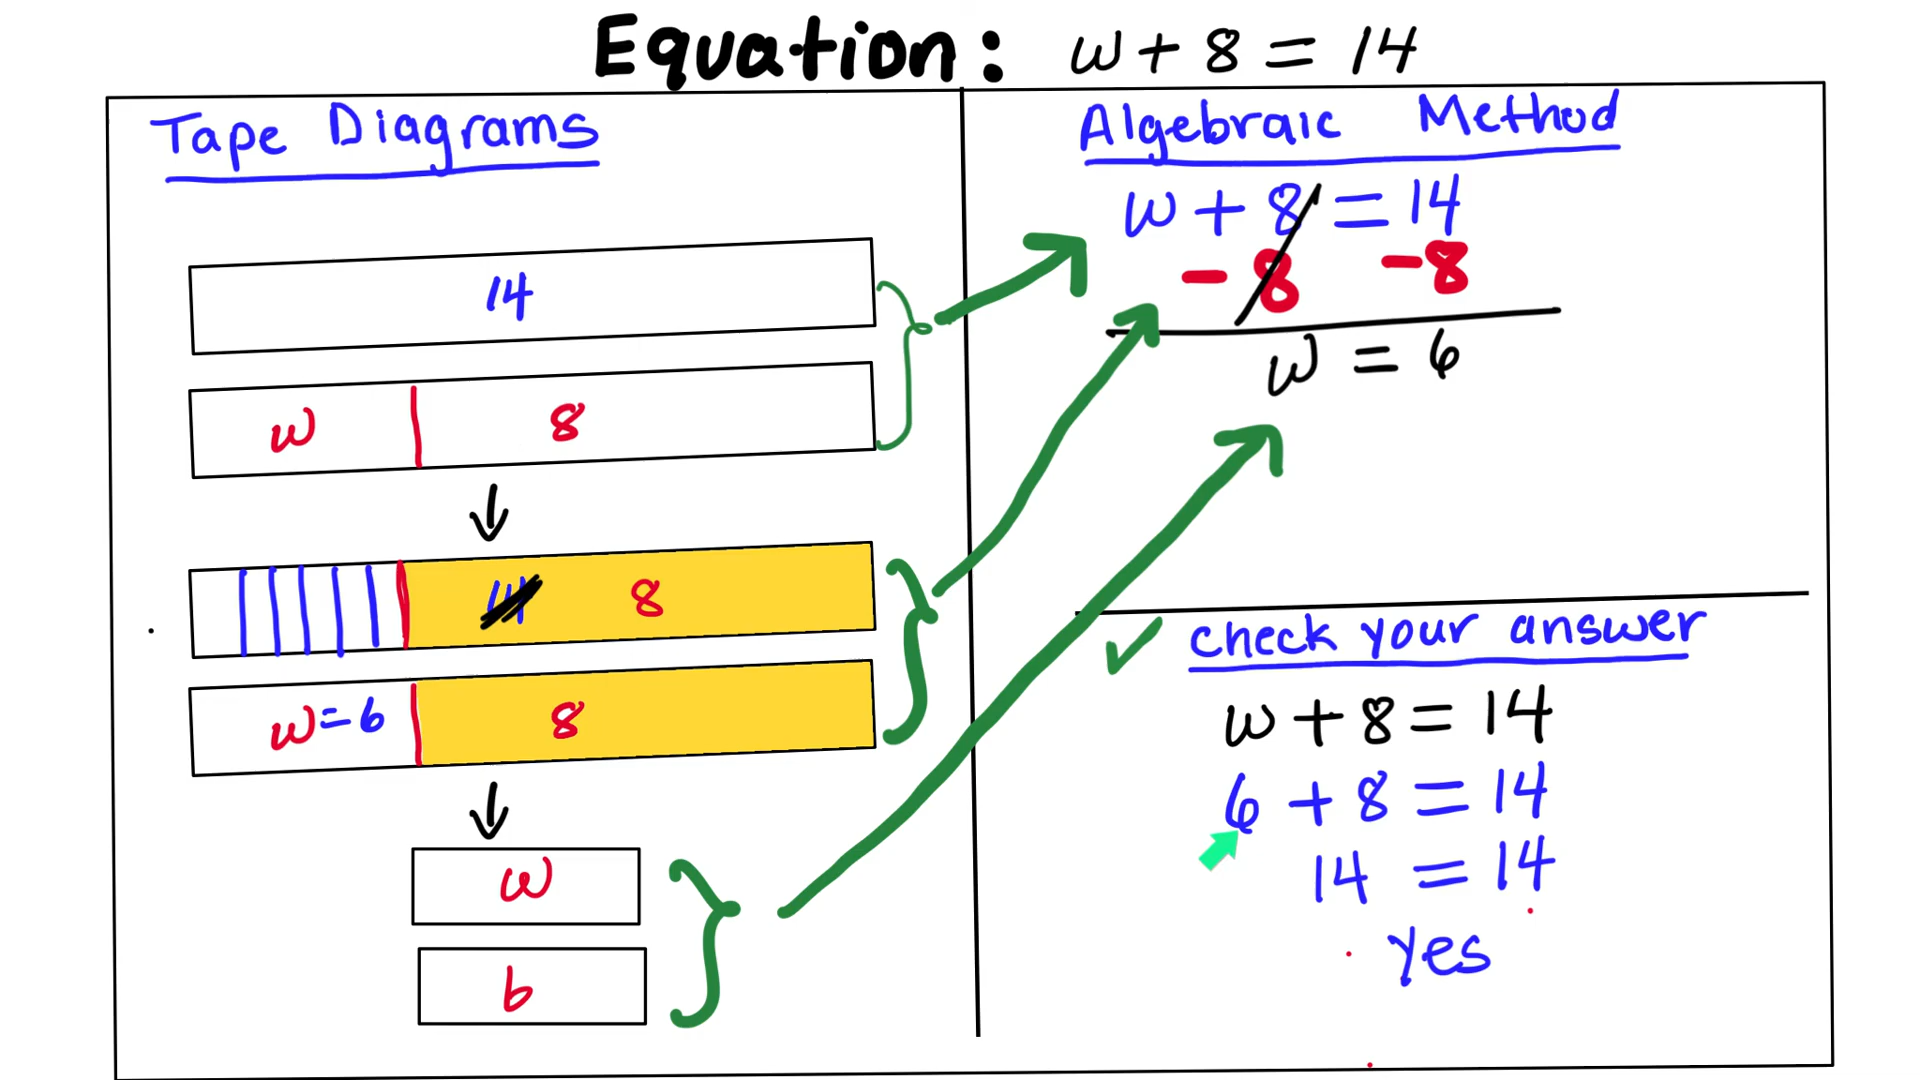 Equation: w + 8 = 14
Tape Diagrams
14
w 8
14 8
w = 6 8
w
6
Algebraic Method
w + 8 = 14
- 8 - 8
w = 6
✓ check your answer
w + 8 = 14
6 + 8 = 14
14 = 14
yes